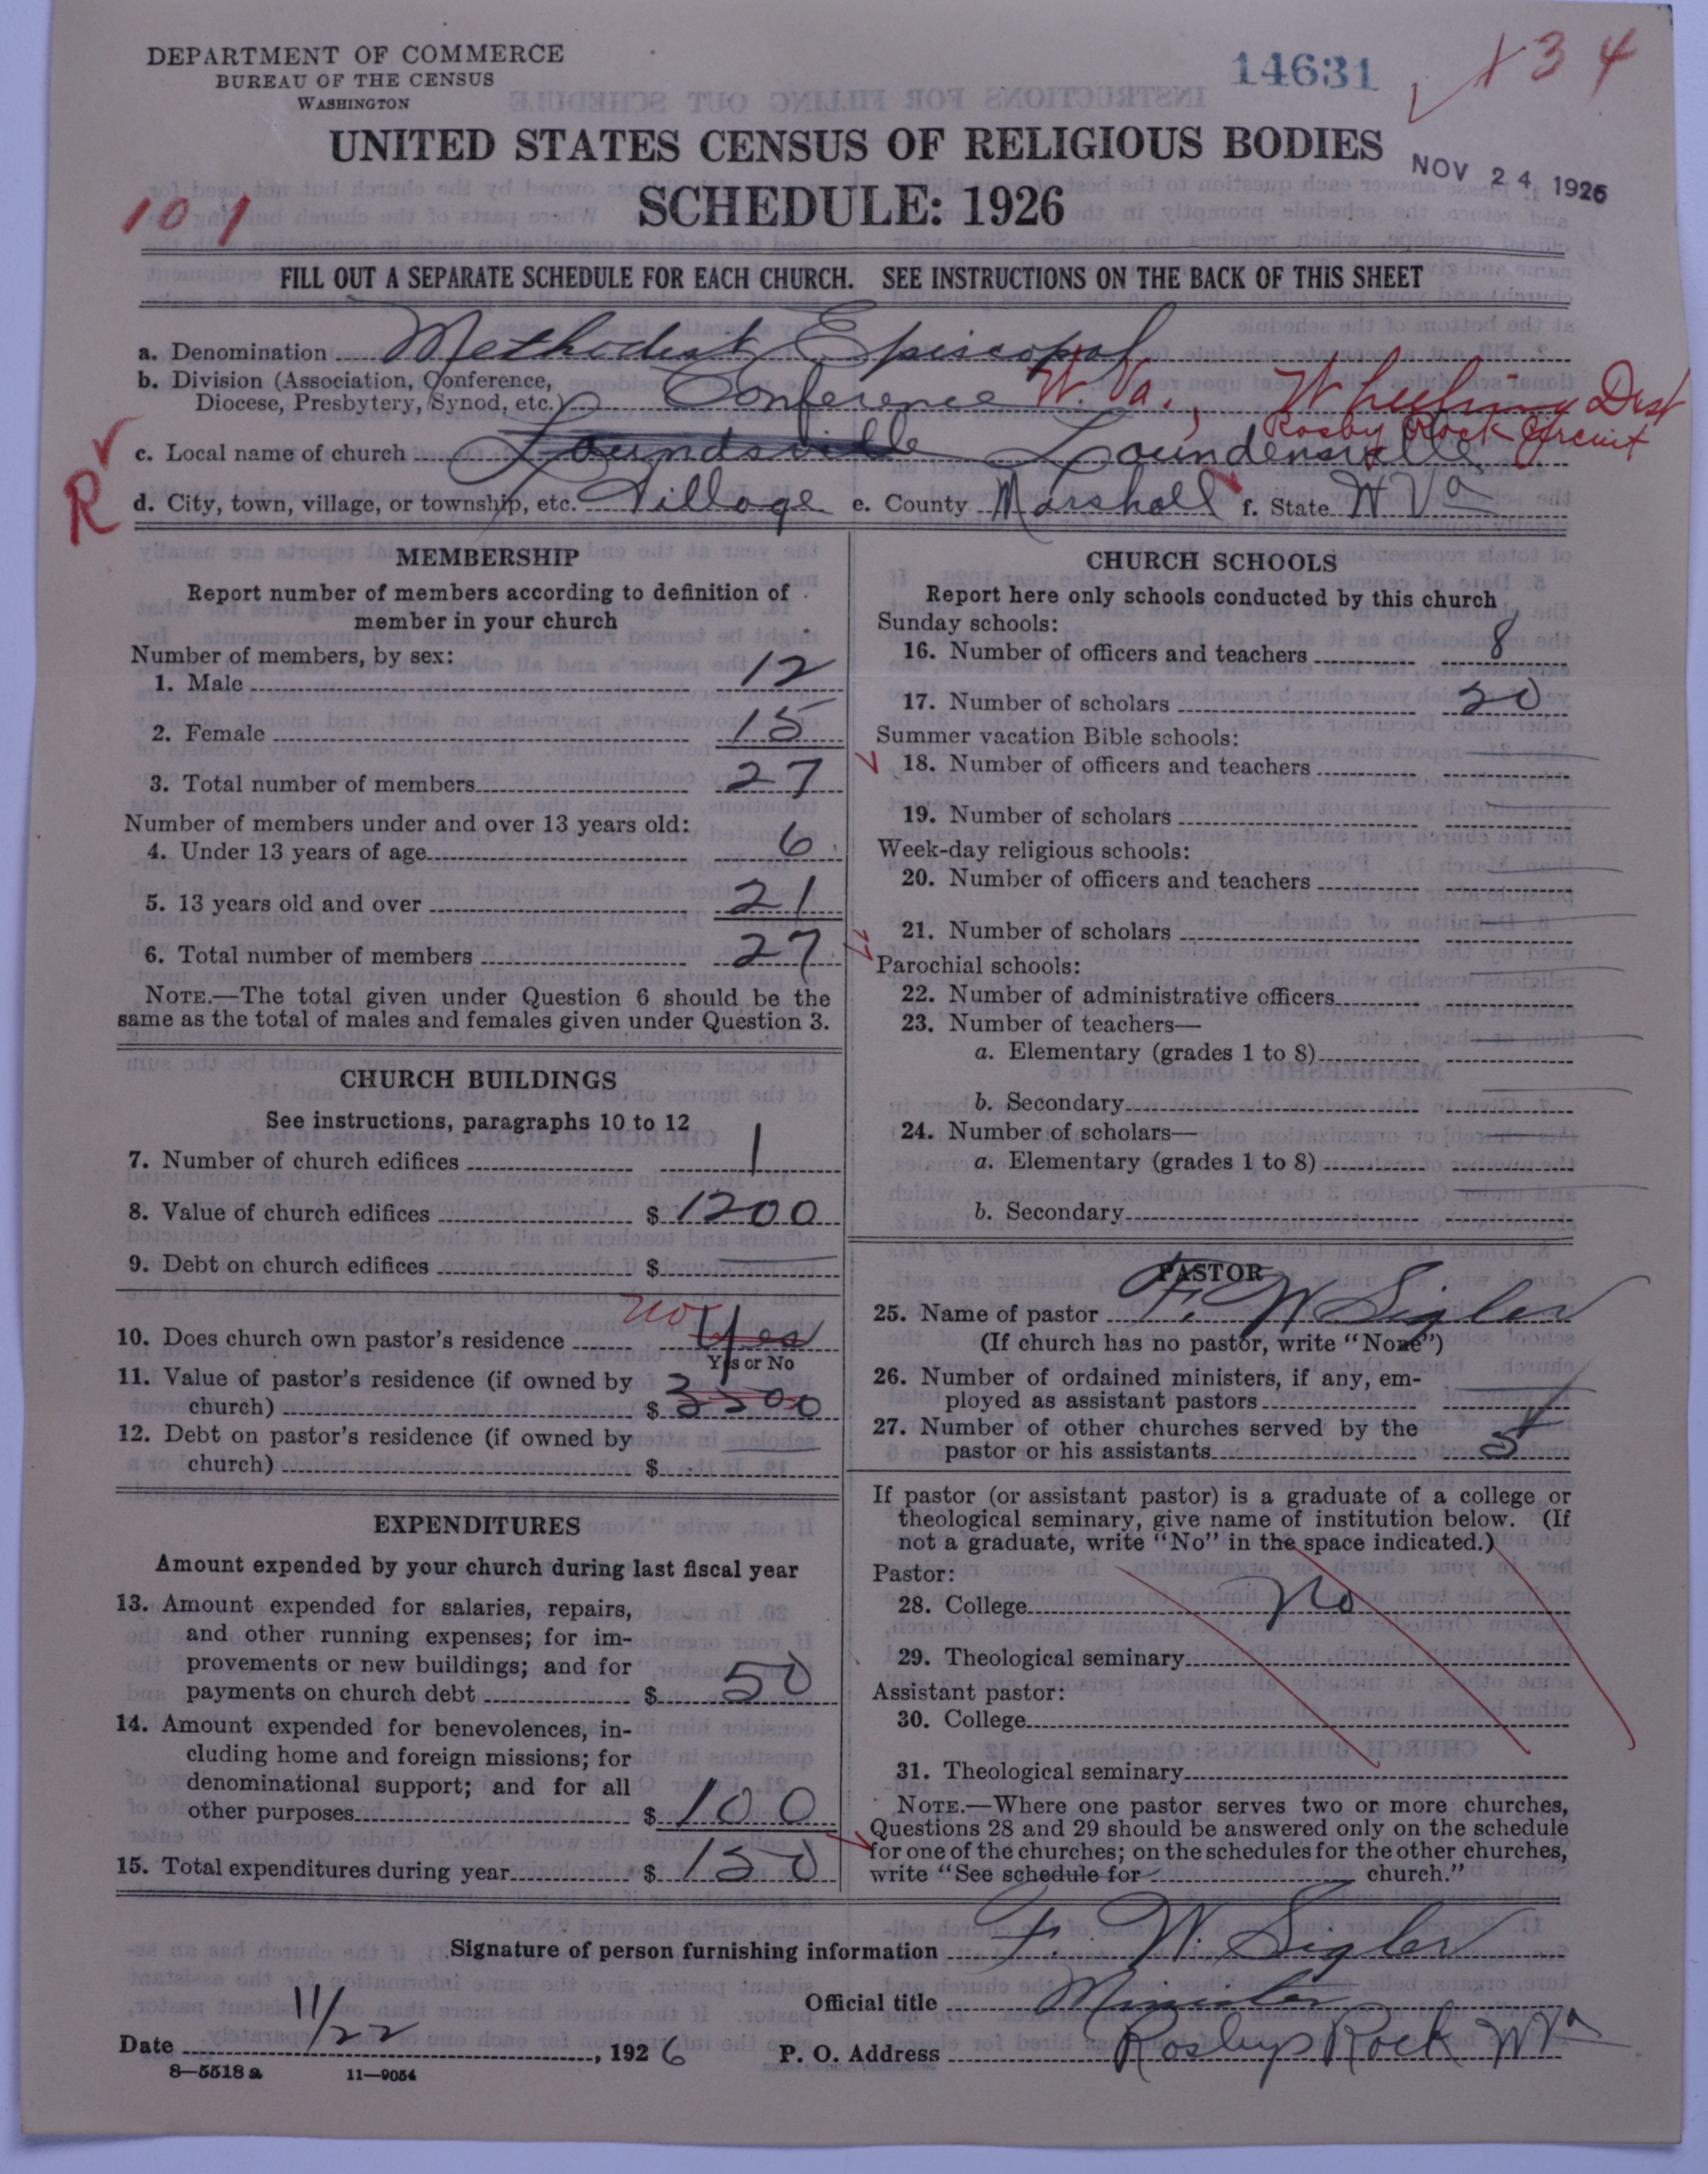 DEPARTMENT OF COMMERCE
BUREAU OF THE CENSUS
WASHINGTON
14631
134
UNITED STATES CENSUS OF RELIGIOUS BODIES
NOV 24 1926
101
SCHEDULE: 1926
FILL OUT A SEPARATE SCHEDULE FOR EACH CHURCH. SEE INSTRUCTIONS ON THE BACK OF THIS SHEET
a. Denomination Methodist Episcopal
b. Division (Association, Conference,
Diocese, Presbytery, Synod, etc.) Conference W. Va., Wheeling Dist
Rosby Rock Circuit
R
c. Local name of church Loundsville Loundensville
d. City, town, village, or township, etc. Village e. County Marshall f. State W Va
MEMBERSHIP
Report number of members according to definition of
member in your church
Number of members, by sex:
1. Male 12
2. Female 15
3. Total number of members 27
Number of members under and over 13 years old:
4. Under 13 years of age 6
5. 13 years old and over 21
6. Total number of members 27
NOTE.—The total given under Question 6 should be the
same as the total of males and females given under Question 3.
CHURCH BUILDINGS
See instructions, paragraphs 10 to 12
7. Number of church edifices 1
8. Value of church edifices $ 1200
9. Debt on church edifices $
10. Does church own pastor's residence no Yes
Yes or No
11. Value of pastor's residence (if owned by
church) $ 3500
12. Debt on pastor's residence (if owned by
church) $
EXPENDITURES
Amount expended by your church during last fiscal year
13. Amount expended for salaries, repairs,
and other running expenses; for im-
provements or new buildings; and for
payments on church debt $ 50
14. Amount expended for benevolences, in-
cluding home and foreign missions; for
denominational support; and for all
other purposes $ 100
15. Total expenditures during year $ 150
CHURCH SCHOOLS
Report here only schools conducted by this church
Sunday schools:
16. Number of officers and teachers 8
17. Number of scholars 20
Summer vacation Bible schools:
18. Number of officers and teachers
19. Number of scholars
Week-day religious schools:
20. Number of officers and teachers
21. Number of scholars
Parochial schools:
22. Number of administrative officers
23. Number of teachers—
a. Elementary (grades 1 to 8)
b. Secondary
24. Number of scholars—
a. Elementary (grades 1 to 8)
b. Secondary
PASTOR
25. Name of pastor F. W Sigler
(If church has no pastor, write "None")
26. Number of ordained ministers, if any, em-
ployed as assistant pastors
27. Number of other churches served by the
pastor or his assistants 5
If pastor (or assistant pastor) is a graduate of a college or
theological seminary, give name of institution below. (If
not a graduate, write "No" in the space indicated.)
Pastor:
28. College No
29. Theological seminary
Assistant pastor:
30. College
31. Theological seminary
NOTE.—Where one pastor serves two or more churches,
Questions 28 and 29 should be answered only on the schedule
for one of the churches; on the schedules for the other churches,
write "See schedule for church."
Signature of person furnishing information F. W. Sigler
Official title Minister
Date 11/22, 1926 P. O. Address Rosbys Rock W Va
8—5518 a 11—9054